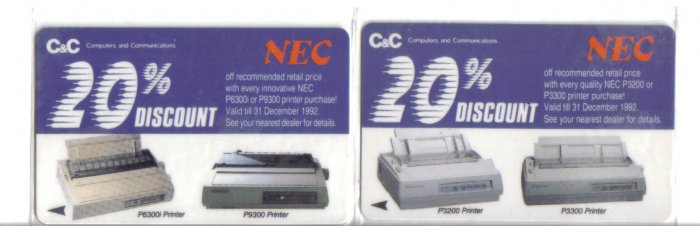 C&C Computers and Communications
NEC
20% DISCOUNT
off recommended retail price
with every innovative NEC
P6300i or P9300 printer purchase!
Valid till 31 December 1992.
See your nearest dealer for details.
P6300i Printer
P9300 Printer
C&C Computers and Communications
NEC
20% DISCOUNT
off recommended retail price
with every quality NEC P3200 or
P3300 printer purchase!
Valid till 31 December 1992.
See your nearest dealer for details.
P3200 Printer
P3300 Printer